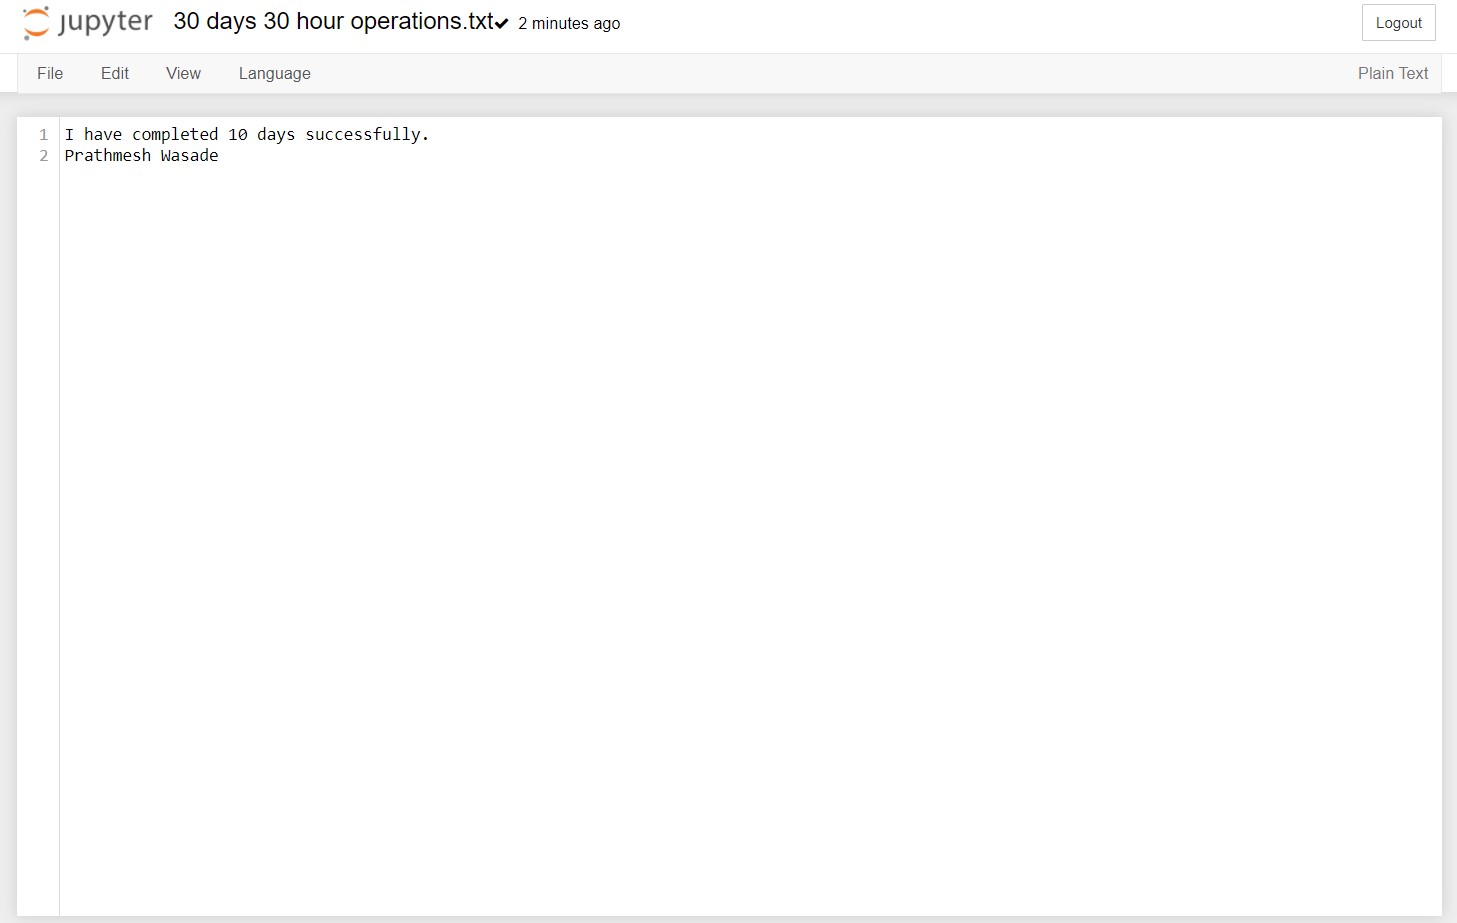 jupyter 30 days 30 hour operations.txt✔ 2 minutes ago Logout
File Edit View Language Plain Text
1 I have completed 10 days successfully.
2 Prathmesh Wasade